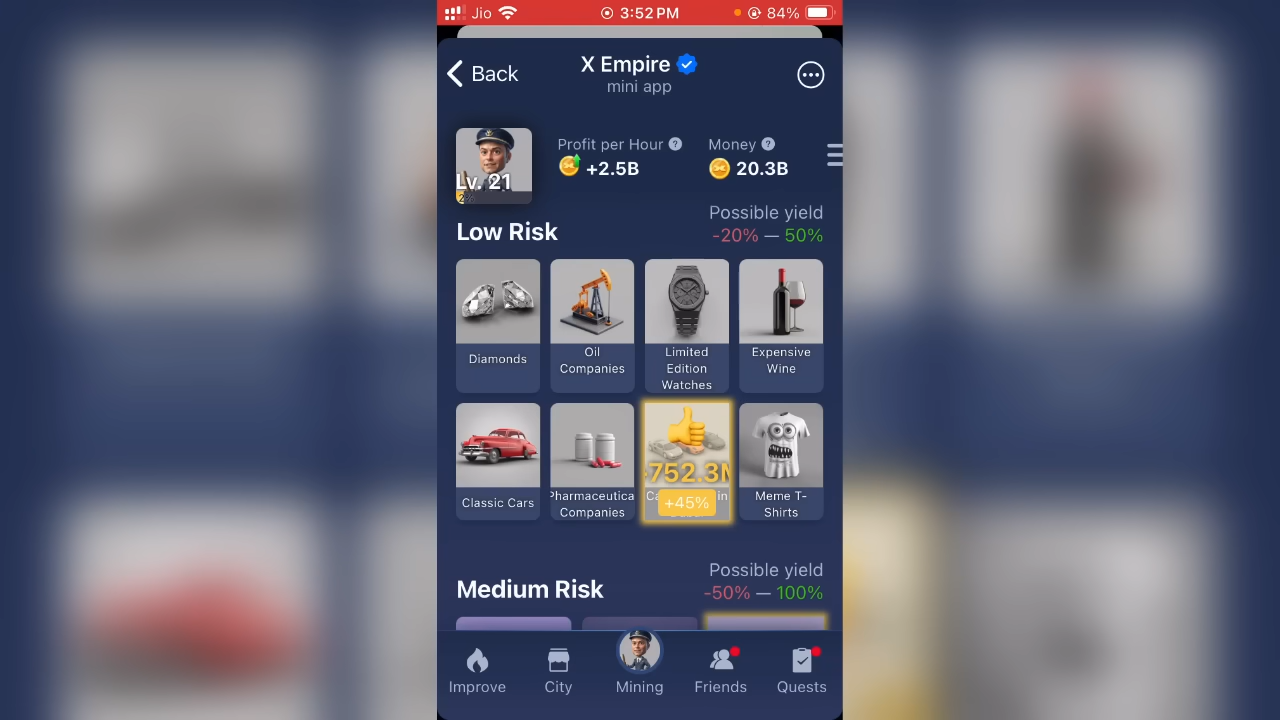 Jio 3:52 PM 84%
Back
X Empire
mini app
Profit per Hour ?
+2.5B
Money ?
20.3B
Lv. 21
Low Risk
Possible yield
-20% — 50%
Diamonds
Oil
Companies
Limited
Edition
Watches
Expensive
Wine
Classic Cars
Pharmaceutica
Companies
752.3
+45%
Meme T-
Shirts
Medium Risk
Possible yield
-50% — 100%
Improve
City
Mining
Friends
Quests